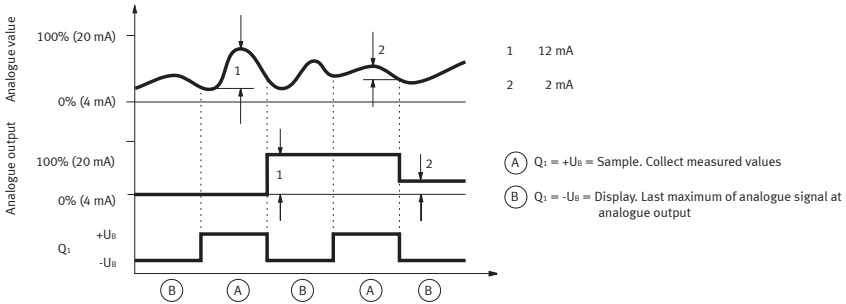 Analogue value
100% (20 mA)
0% (4 mA)
1
2
1 12 mA
2 2 mA
Analogue output
100% (20 mA)
0% (4 mA)
1
2
Q1
+UB
-UB
B A B A B
A Q1 = +UB = Sample. Collect measured values
B Q1 = -UB = Display. Last maximum of analogue signal at
analogue output